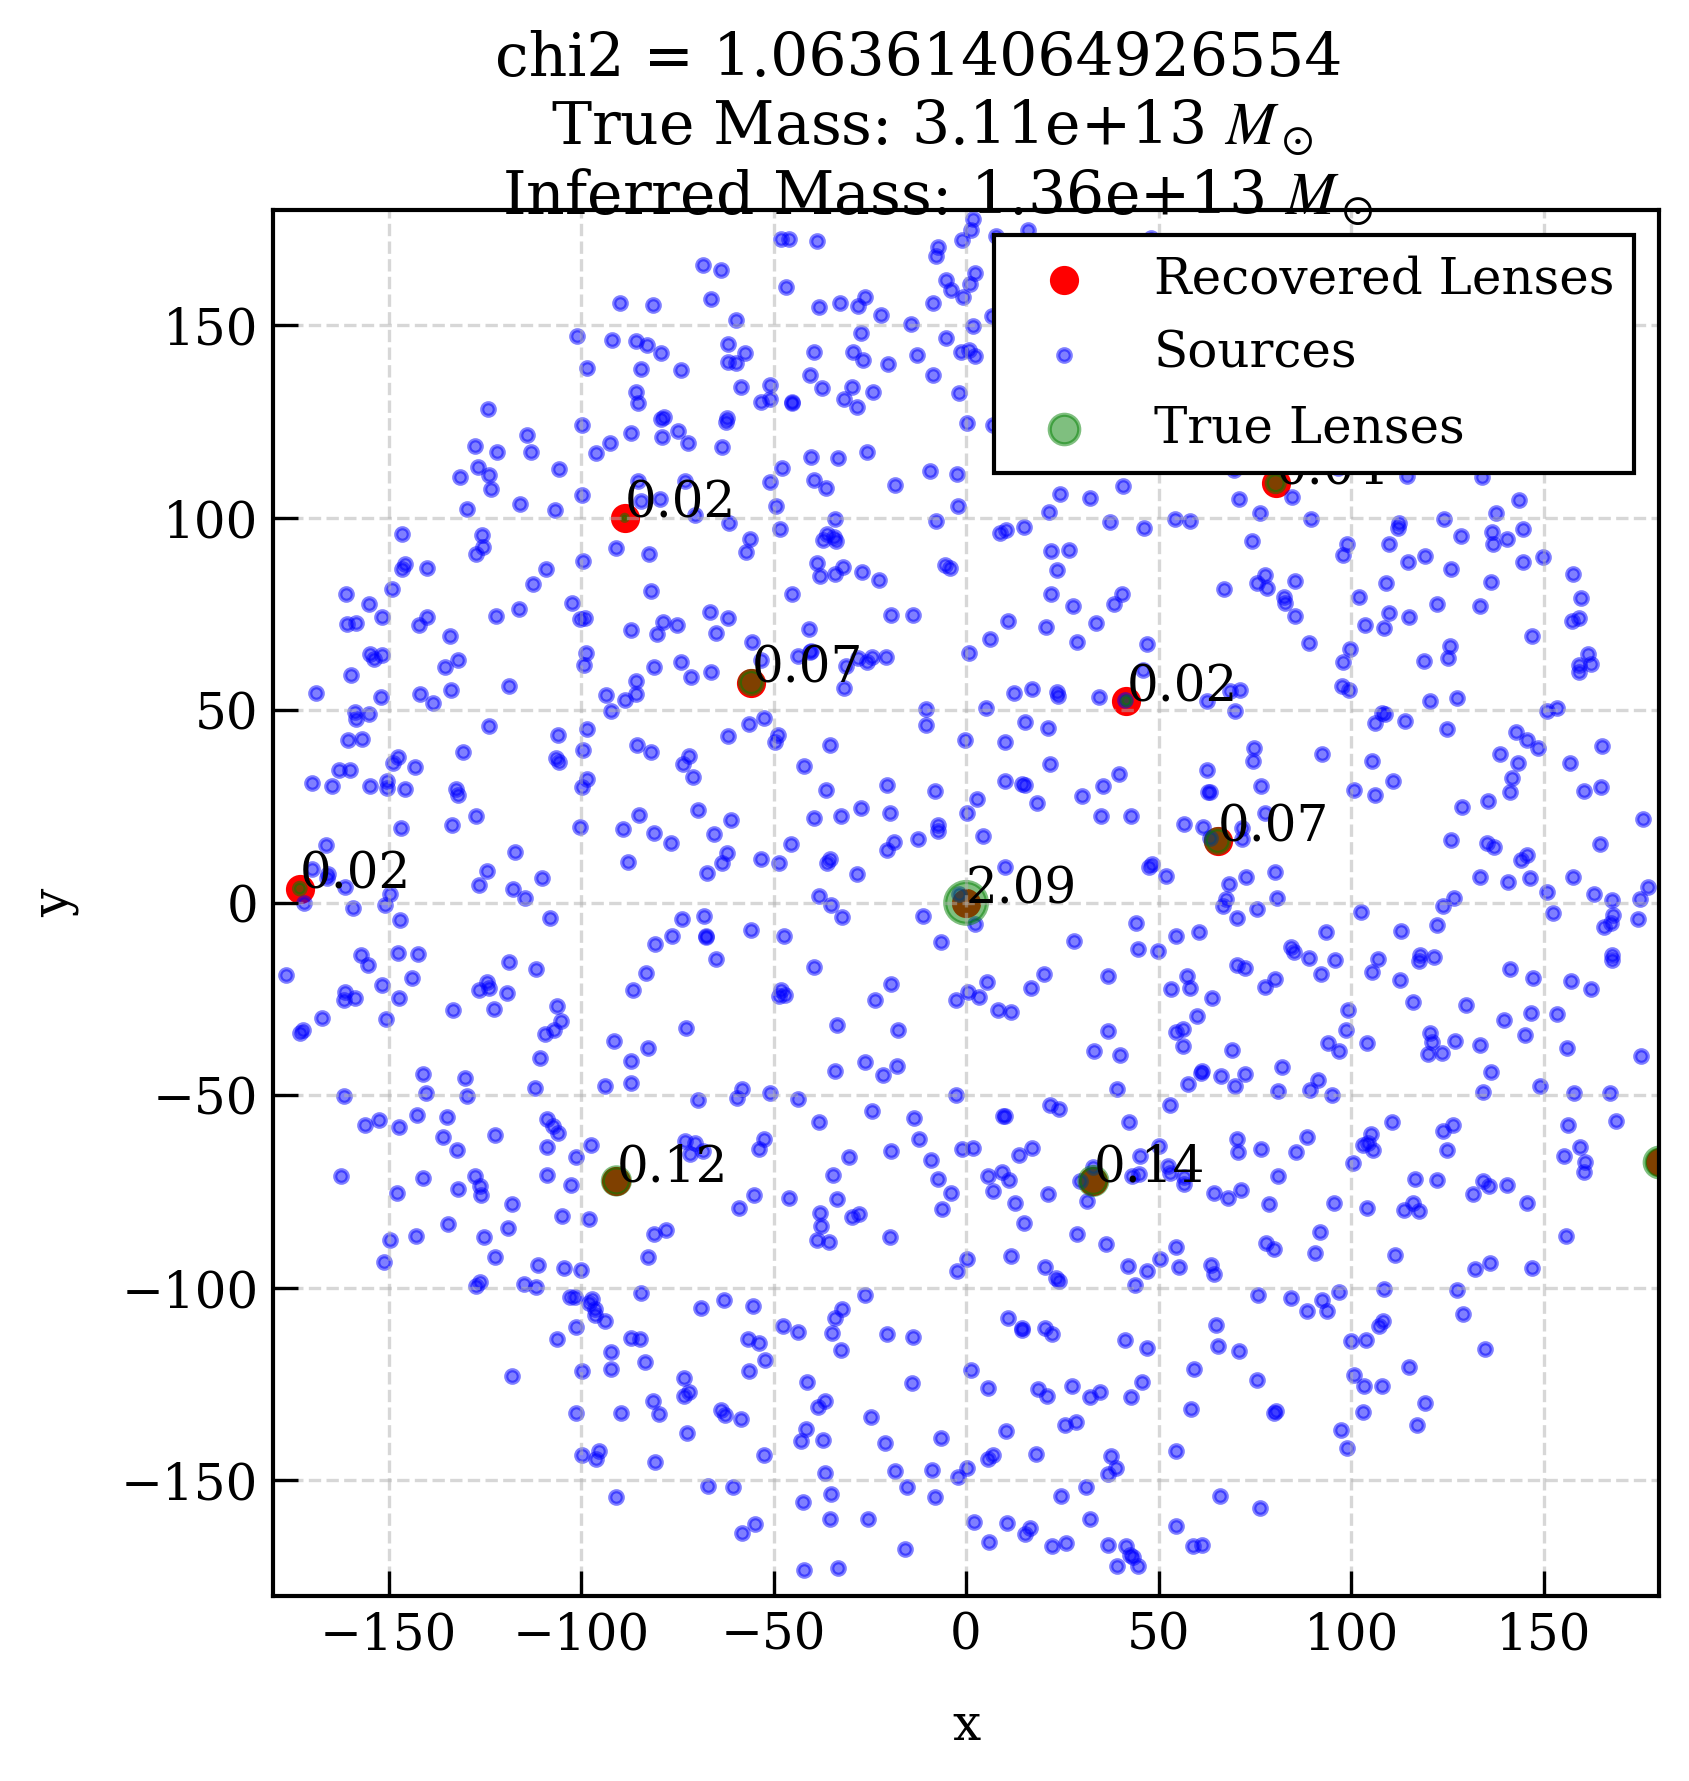 chi2 = 1.063614064926554
True Mass: 3.11e+13 M⊙
Inferred Mass: 1.36e+13 M⊙
Recovered Lenses
Sources
True Lenses
0.02
0.07
0.02
0.07
0.02
2.09
0.12
0.14
150
100
50
0
−50
−100
−150
y
−150
−100
−50
0
50
100
150
x